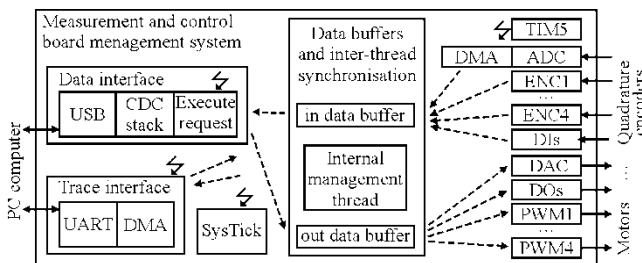 Measurement and control
board menagement system
Data interface
USB
CDC
stack
Execute
request
Trace interface
UART
DMA
SysTick
PC computer
Data buffers
and inter-thread
synchronisation
in data buffer
Internal
management
thread
out data buffer
TIM5
DMA
ADC
ENC1
...
ENC4
DIs
DAC
DOs
PWM1
...
PWM4
Quadrature
encoders
...
Motors